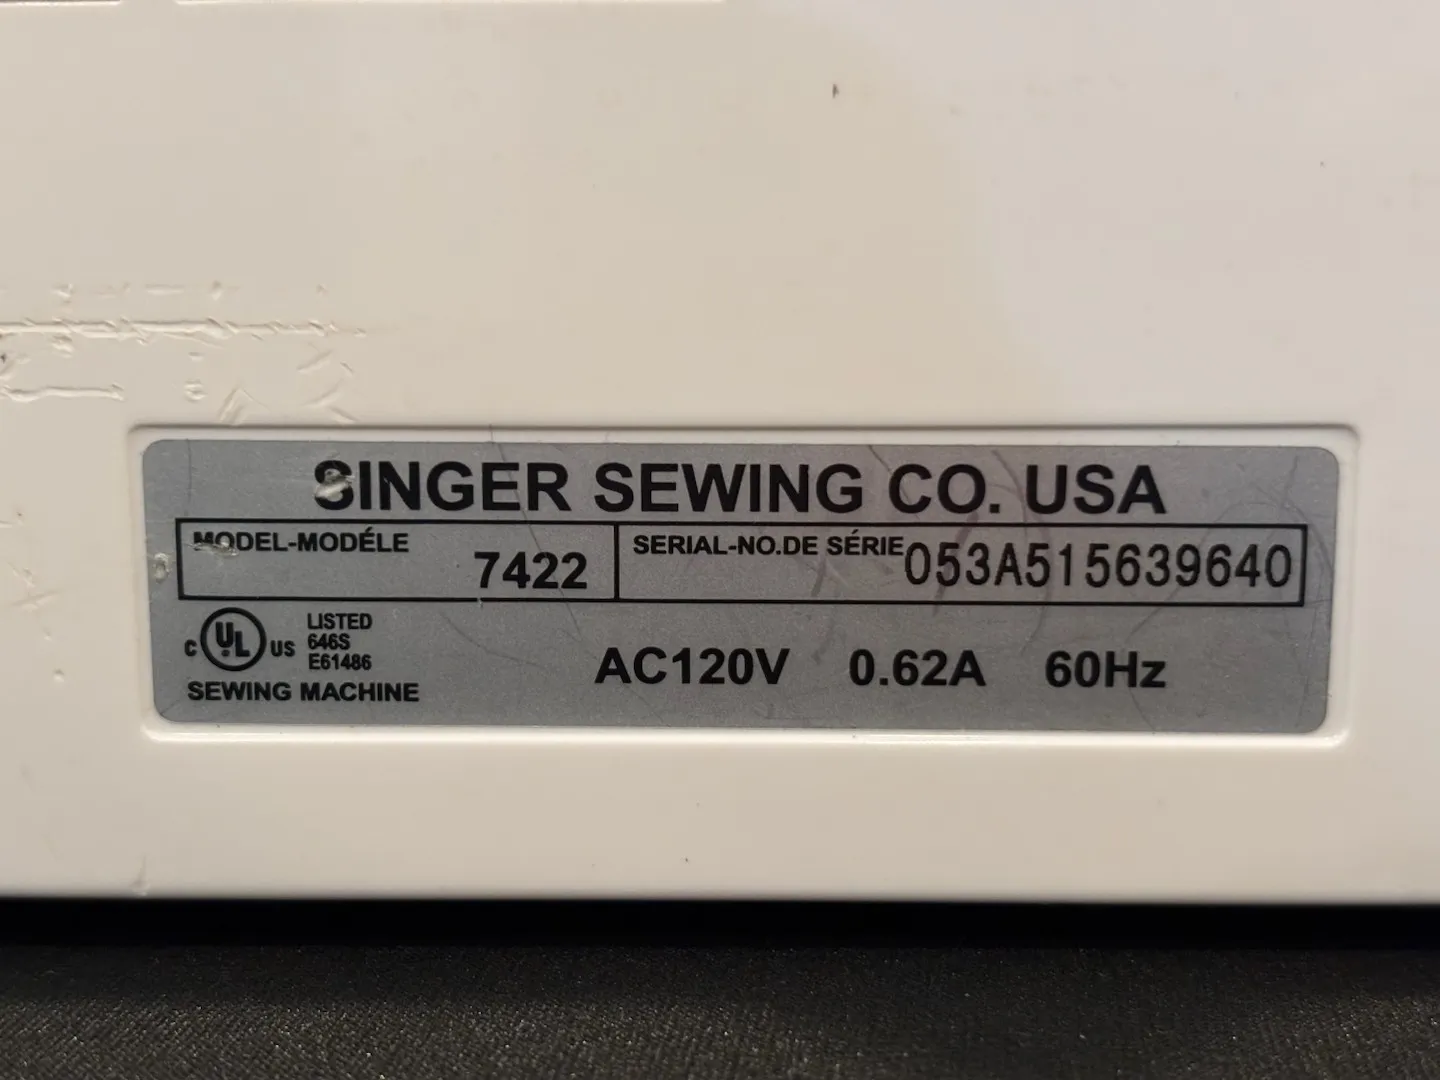 SINGER SEWING CO. USA
MODEL-MODÉLE 7422
SERIAL-NO.DE SÉRIE 053A515639640
C UL US
LISTED
646S
E61486
SEWING MACHINE
AC120V 0.62A 60Hz